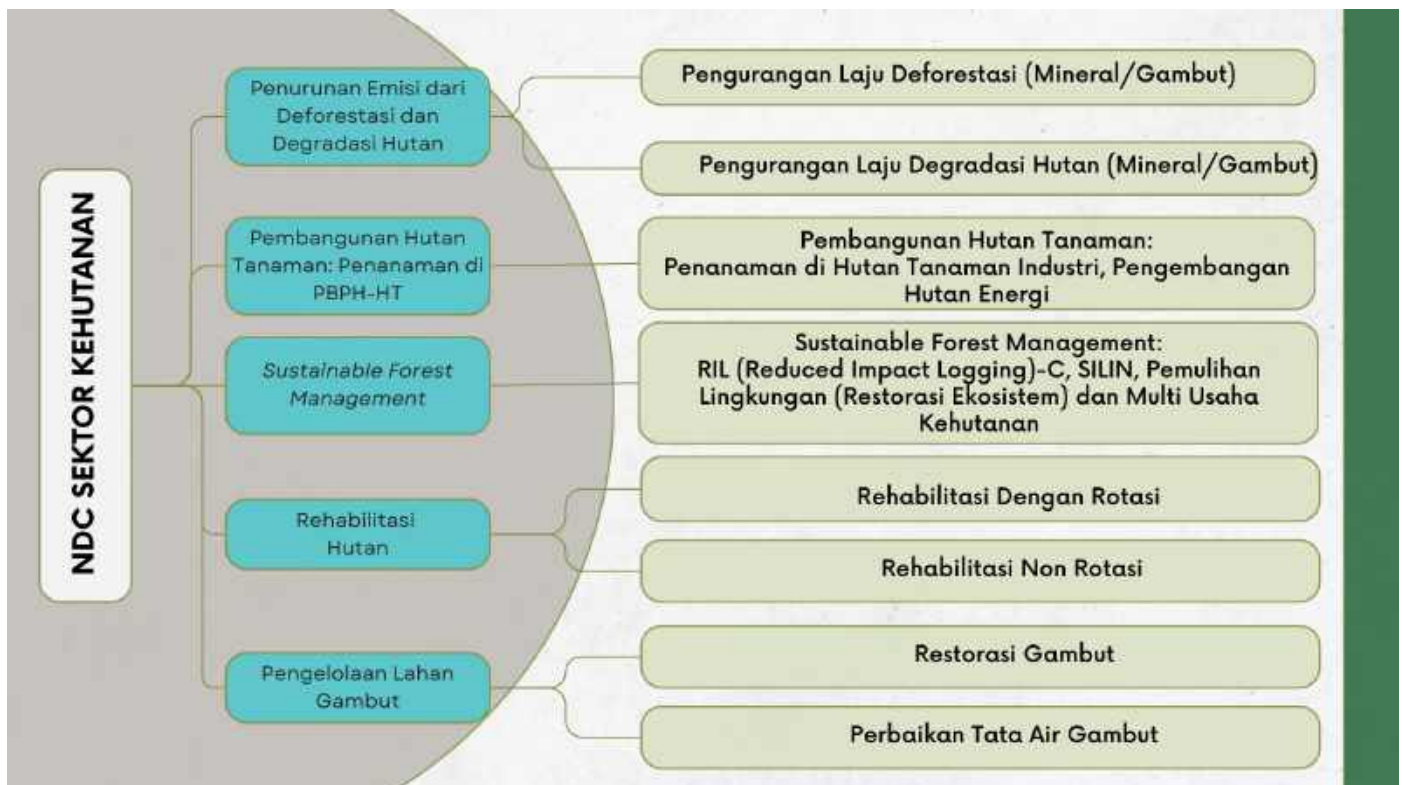 NDC SEKTOR KEHUTANAN
Penurunan Emisi dari
Deforestasi dan
Degradasi Hutan
Pengurangan Laju Deforestasi (Mineral/Gambut)
Pengurangan Laju Degradasi Hutan (Mineral/Gambut)
Pembangunan Hutan
Tanaman: Penanaman di
PBPH-HT
Pembangunan Hutan Tanaman:
Penanaman di Hutan Tanaman Industri, Pengembangan
Hutan Energi
Sustainable Forest
Management
Sustainable Forest Management:
RIL (Reduced Impact Logging)-C, SILIN, Pemulihan
Lingkungan (Restorasi Ekosistem) dan Multi Usaha
Kehutanan
Rehabilitasi
Hutan
Rehabilitasi Dengan Rotasi
Rehabilitasi Non Rotasi
Pengelolaan Lahan
Gambut
Restorasi Gambut
Perbaikan Tata Air Gambut